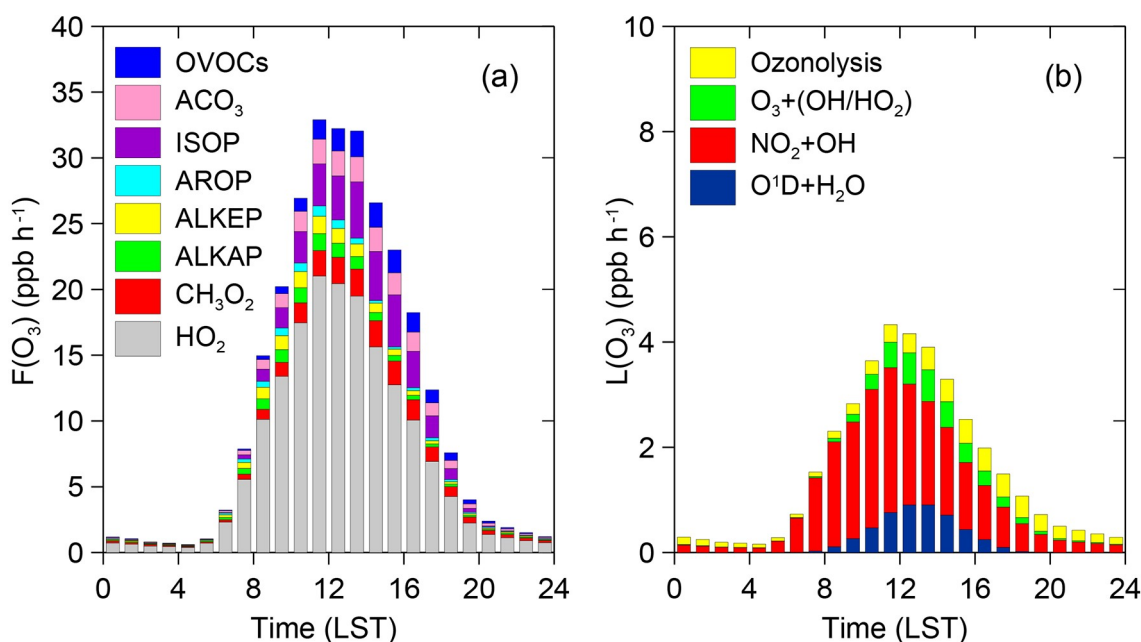 (a)
OVOCs
ACO₃
ISOP
AROP
ALKEP
ALKAP
CH₃O₂
HO₂
F(O₃) (ppb h⁻¹)
40
35
30
25
20
15
10
5
0
0 4 8 12 16 20 24
Time (LST)
(b)
Ozonolysis
O₃+(OH/HO₂)
NO₂+OH
O¹D+H₂O
L(O₃) (ppb h⁻¹)
10
8
6
4
2
0
0 4 8 12 16 20 24
Time (LST)